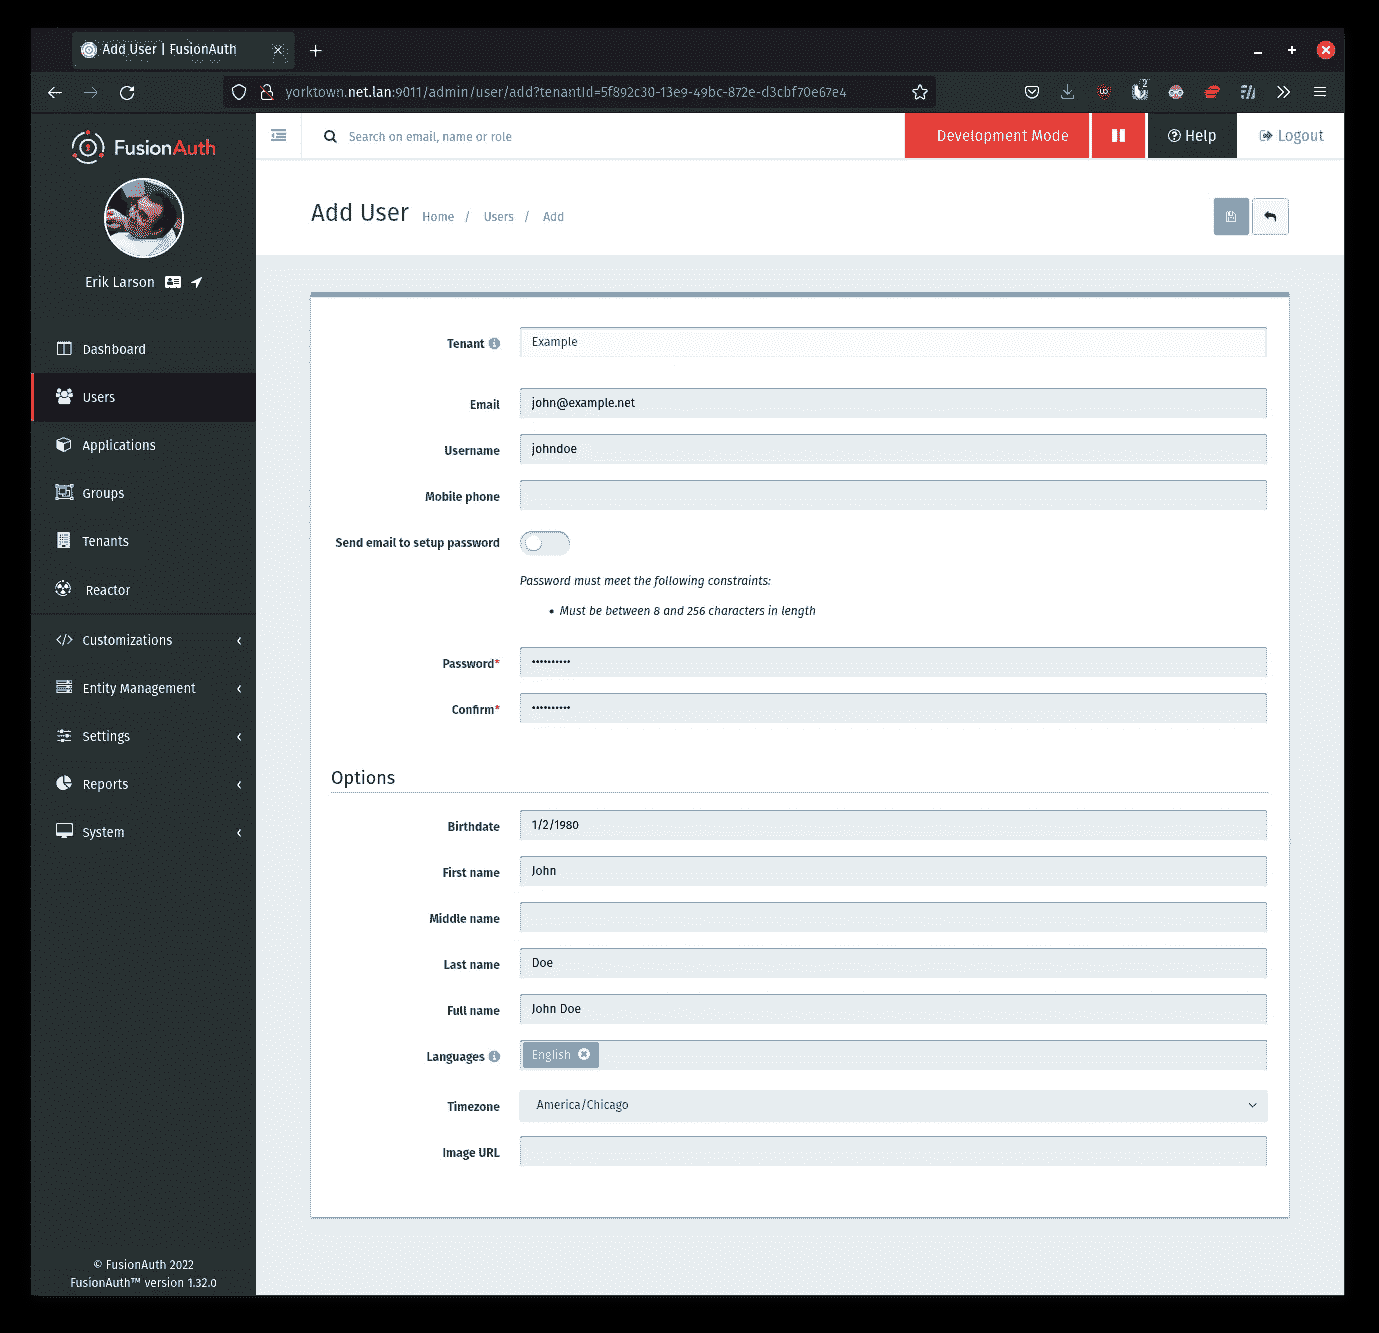 Add User | FusionAuth
yorktown.net.lan:9011/admin/user/add?tenantId=5f892c30-13e9-49bc-872e-d3cbf70e67e4
FusionAuth
Search on email, name or role
Development Mode
Help
Logout
Add User Home / Users / Add
Erik Larson
Dashboard
Users
Applications
Groups
Tenants
Reactor
Customizations
Entity Management
Settings
Reports
System
© FusionAuth 2022
FusionAuth™ version 1.32.0
Tenant Example
Email john@example.net
Username johndoe
Mobile phone
Send email to setup password
Password must meet the following constraints:
• Must be between 8 and 256 characters in length
Password* ••••••••••
Confirm* ••••••••••
Options
Birthdate 1/2/1980
First name John
Middle name
Last name Doe
Full name John Doe
Languages English
Timezone America/Chicago
Image URL